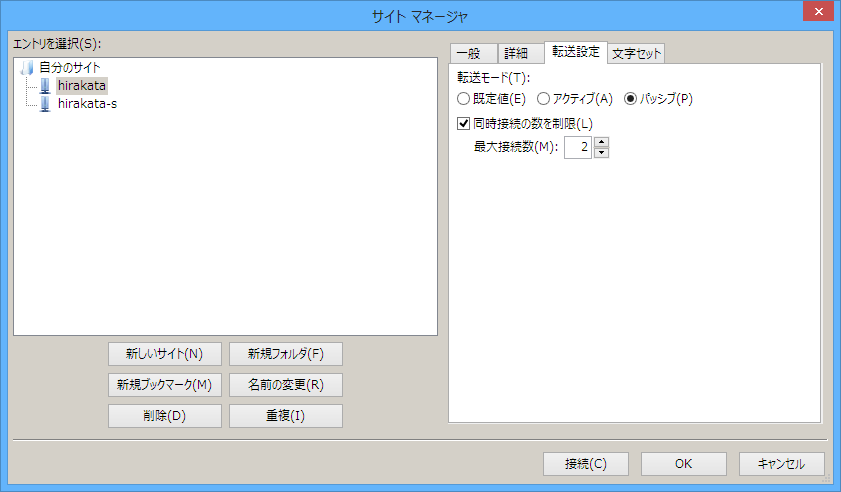 サイト マネージャ
エントリを選択(S):
自分のサイト
hirakata
hirakata-s
新しいサイト(N)
新規フォルダ(F)
新規ブックマーク(M)
名前の変更(R)
削除(D)
重複(I)
一般
詳細
転送設定
文字セット
転送モード(T):
既定値(E)
アクティブ(A)
パッシブ(P)
同時接続の数を制限(L)
最大接続数(M):
2
接続(C)
OK
キャンセル